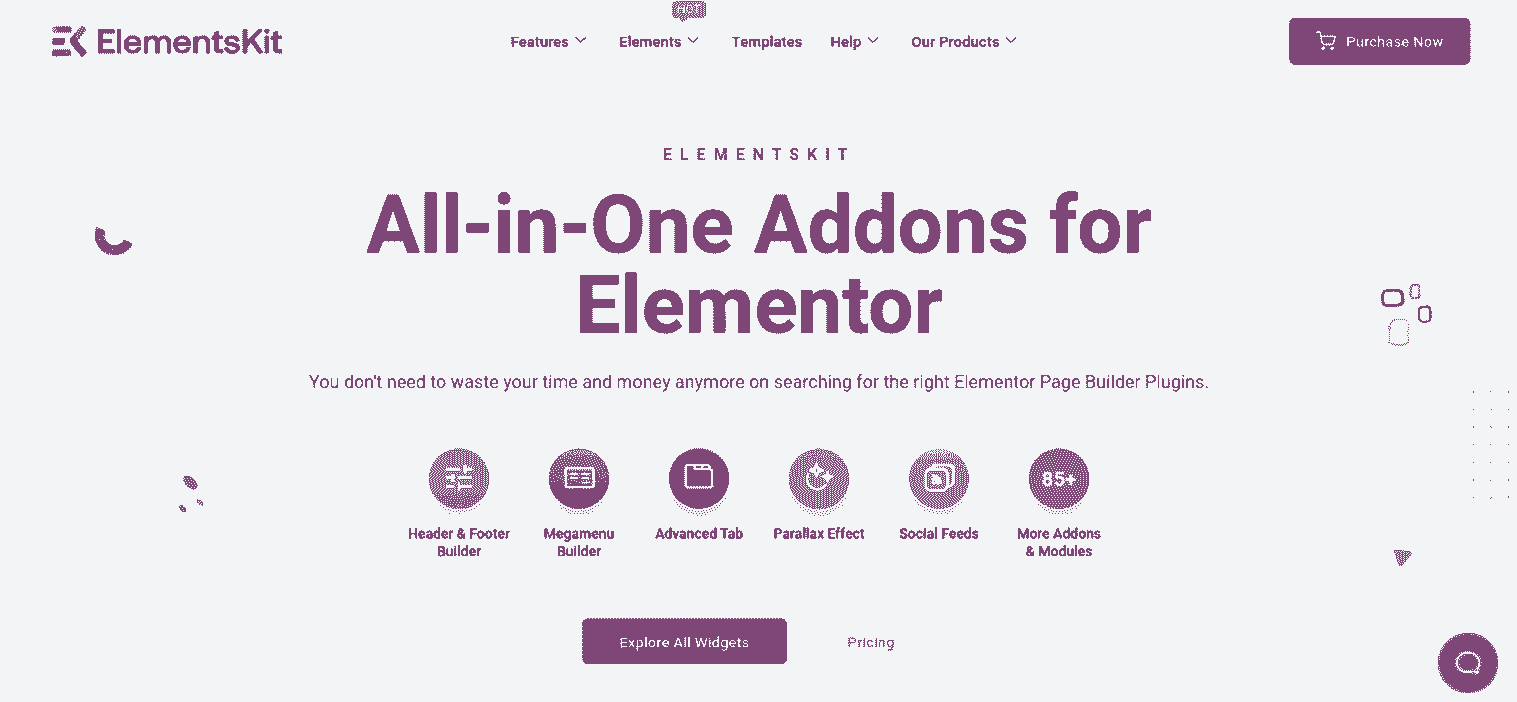 ElementsKit
Features
Elements
Templates
Help
Our Products
Purchase Now
ELEMENTSKIT
All-in-One Addons for
Elementor
You don't need to waste your time and money anymore on searching for the right Elementor Page Builder Plugins.
85+
Header & Footer
Builder
Megamenu
Builder
Advanced Tab
Parallax Effect
Social Feeds
More Addons
& Modules
Explore All Widgets
Pricing